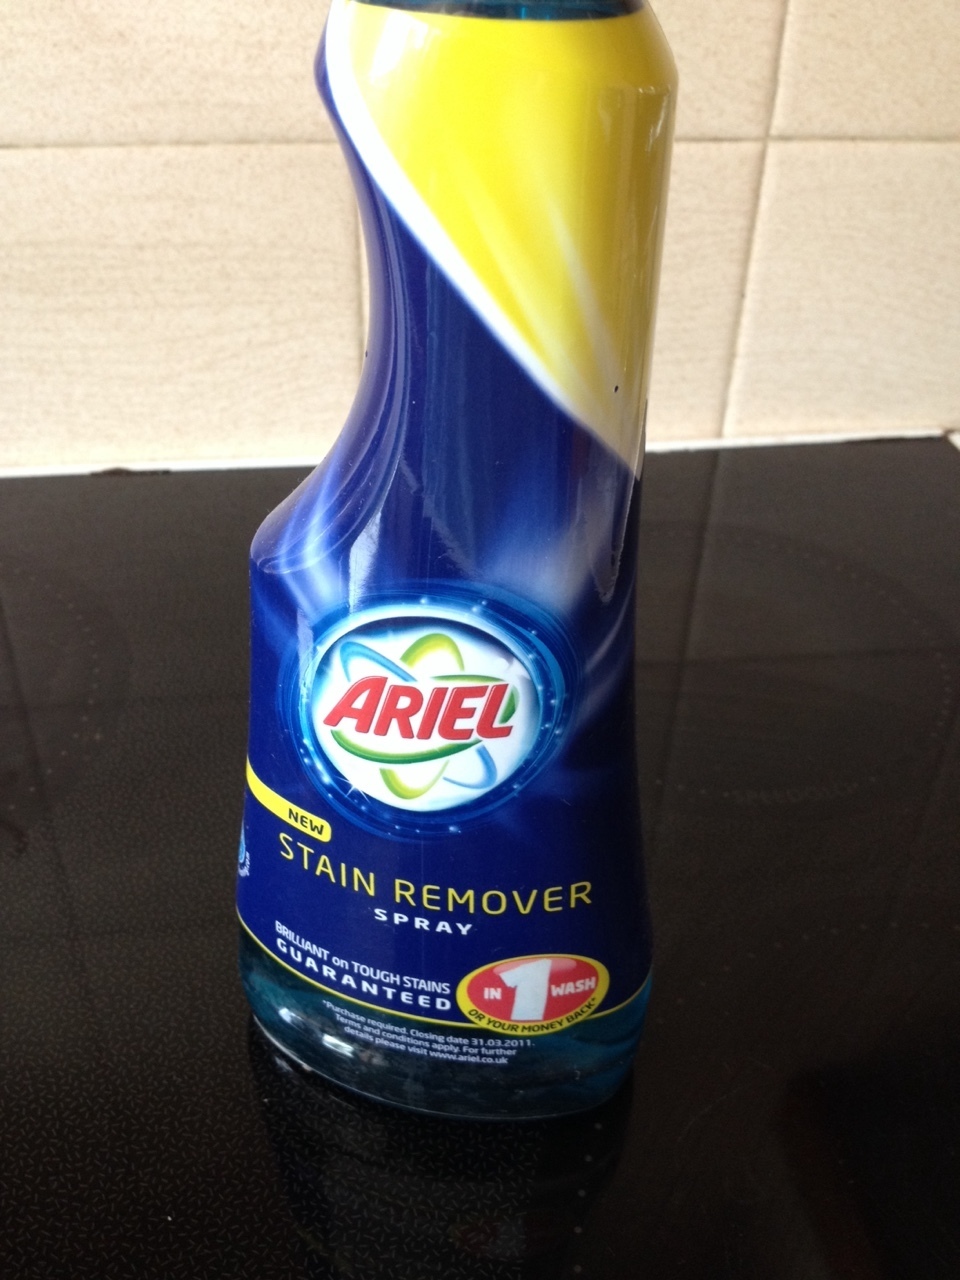 ARIEL
NEW
STAIN REMOVER
SPRAY
BRILLIANT on TOUGH STAINS
GUARANTEED
IN 1 WASH
OR YOUR MONEY BACK*
*Purchase required. Closing date 31.03.2011.
Terms and conditions apply. For further
details please visit www.ariel.co.uk